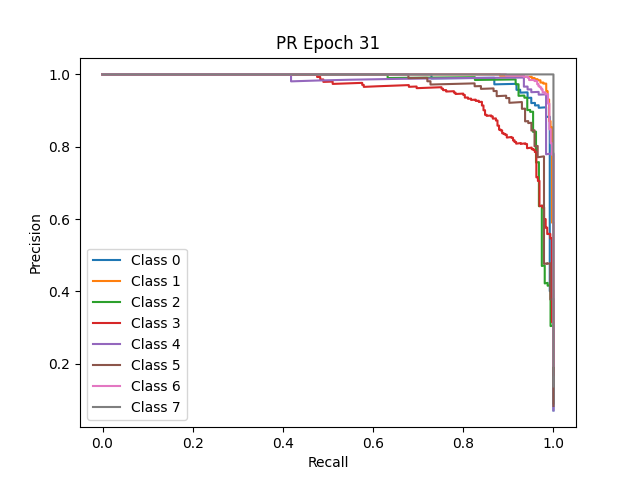 PR Epoch 31
1.0
0.8
0.6
0.4
0.2
Precision
Class 0
Class 1
Class 2
Class 3
Class 4
Class 5
Class 6
Class 7
0.0
0.2
0.4
0.6
0.8
1.0
Recall